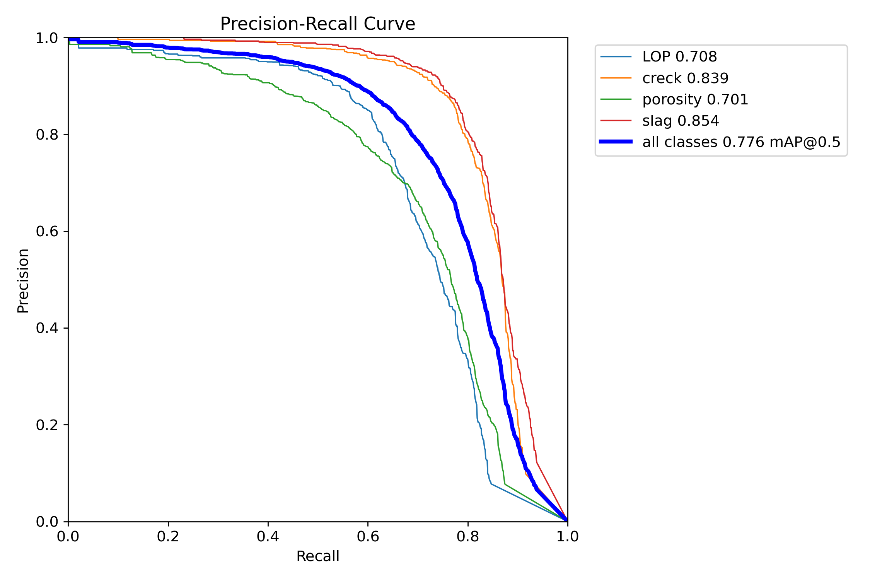 Precision-Recall Curve
1.0
0.8
0.6
0.4
0.2
0.0
Precision
0.0 0.2 0.4 0.6 0.8 1.0
Recall
LOP 0.708
creck 0.839
porosity 0.701
slag 0.854
all classes 0.776 mAP@0.5